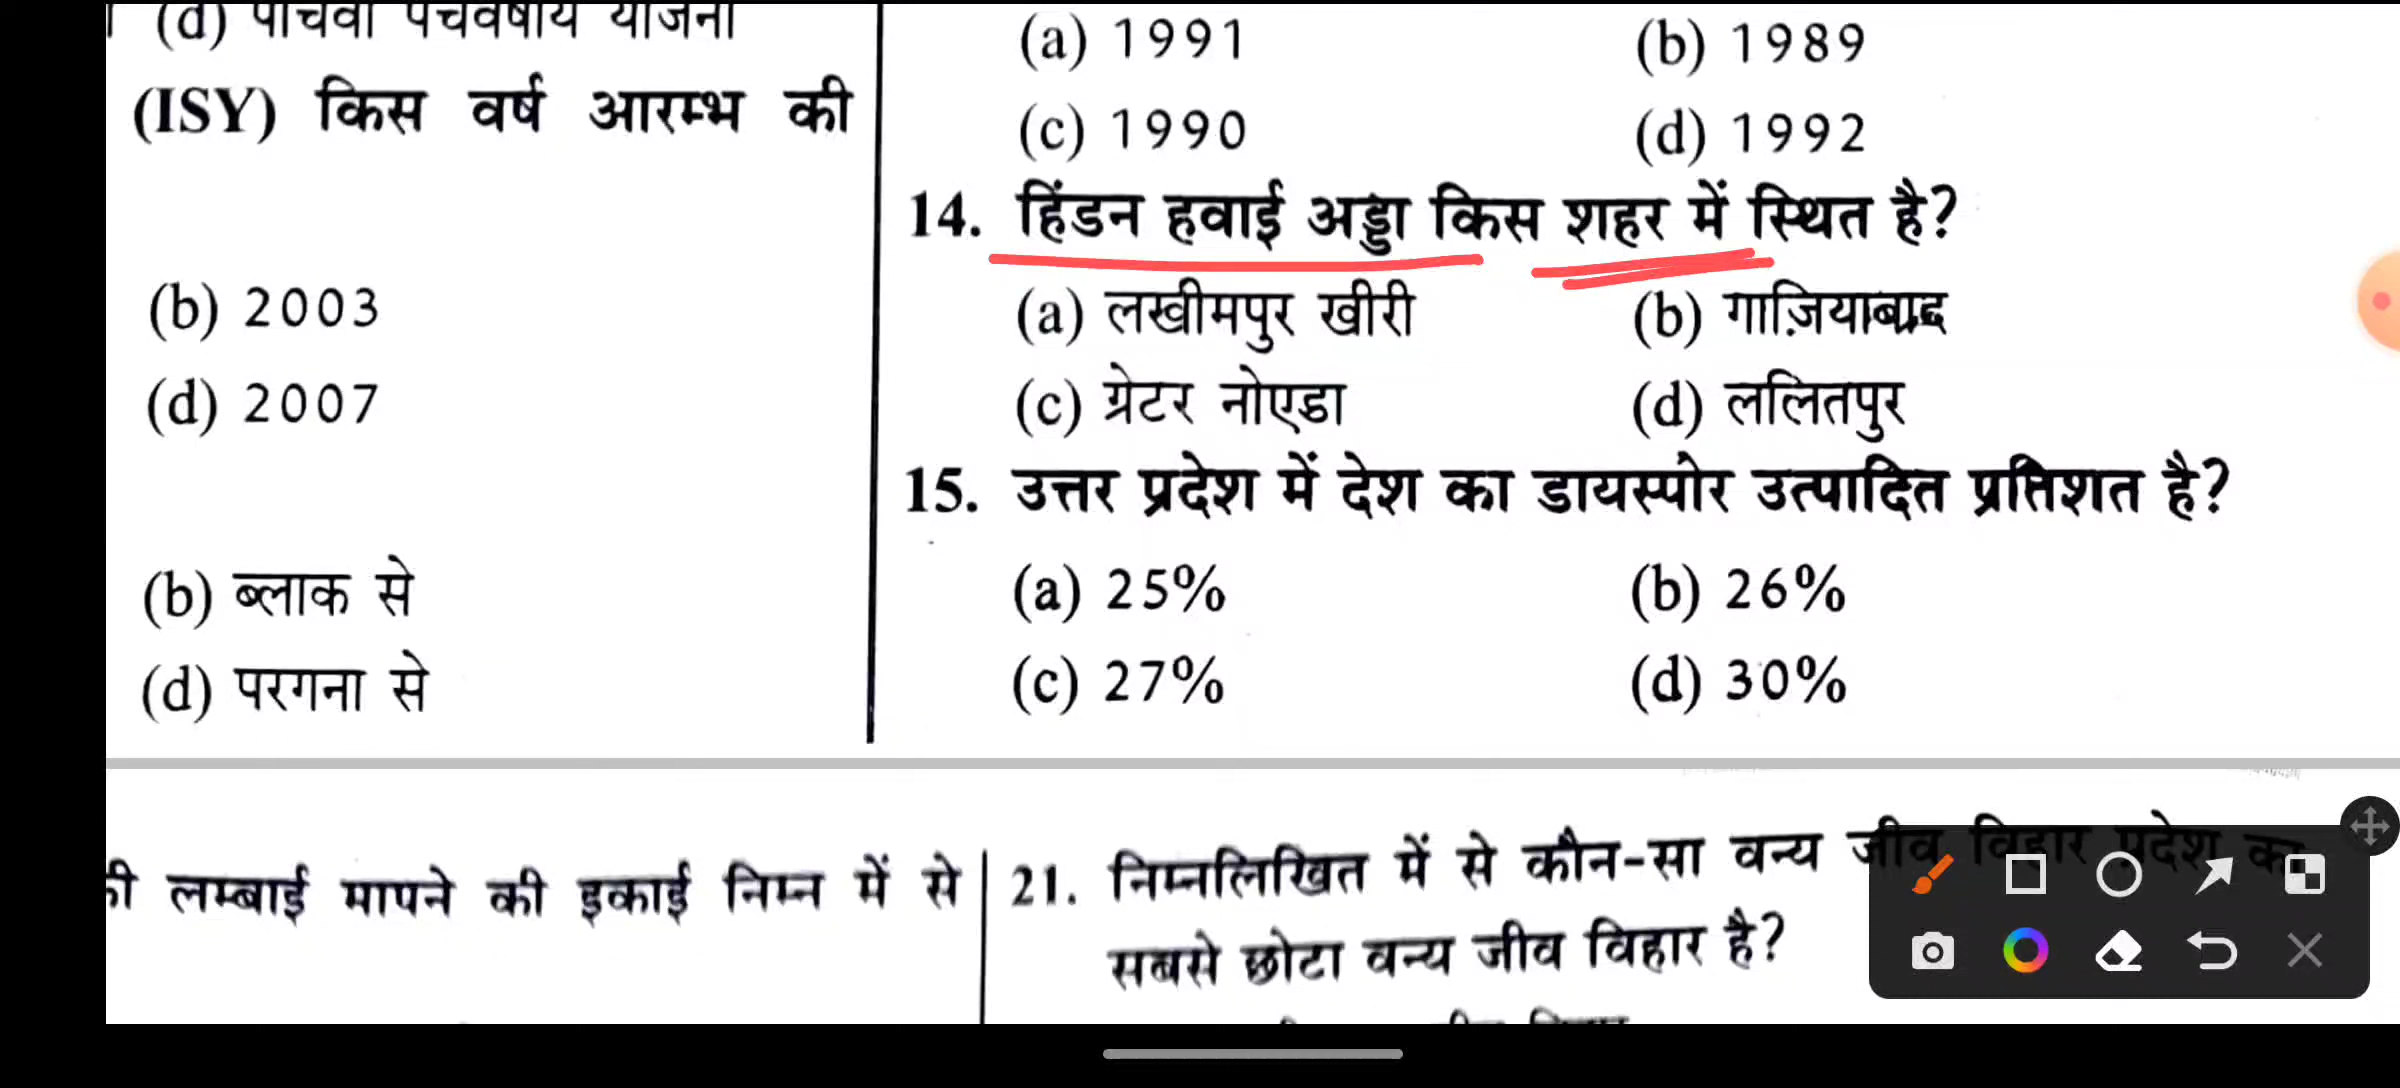 (d) पांचवीं पंचवर्षीय योजना
(ISY) किस वर्ष आरम्भ की
(b) 2003
(d) 2007
(b) ब्लाक से
(d) परगना से
(a) 1991 (b) 1989
(c) 1990 (d) 1992
14. हिंडन हवाई अड्डा किस शहर में स्थित है?
(a) लखीमपुर खीरी (b) गाज़ियाबाद
(c) ग्रेटर नोएडा (d) ललितपुर
15. उत्तर प्रदेश में देश का डायस्पोर उत्पादित प्रतिशत है?
(a) 25% (b) 26%
(c) 27% (d) 30%
की लम्बाई मापने की इकाई निम्न में से
21. निम्नलिखित में से कौन-सा वन्य जीव विहार प्रदेश का
सबसे छोटा वन्य जीव विहार है?